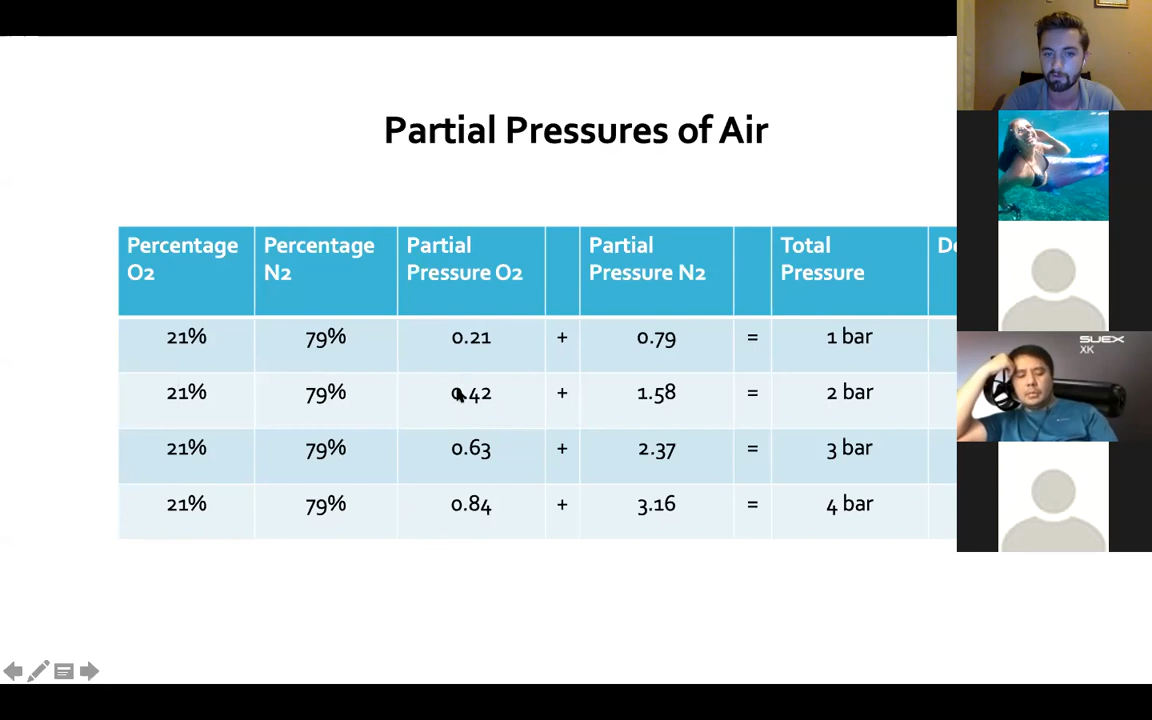 Partial Pressures of Air
Percentage O2 Percentage N2 Partial Pressure O2 Partial Pressure N2 Total Pressure
21% 79% 0.21 + 0.79 = 1 bar
21% 79% 0.42 + 1.58 = 2 bar
21% 79% 0.63 + 2.37 = 3 bar
21% 79% 0.84 + 3.16 = 4 bar
SUEX
XK